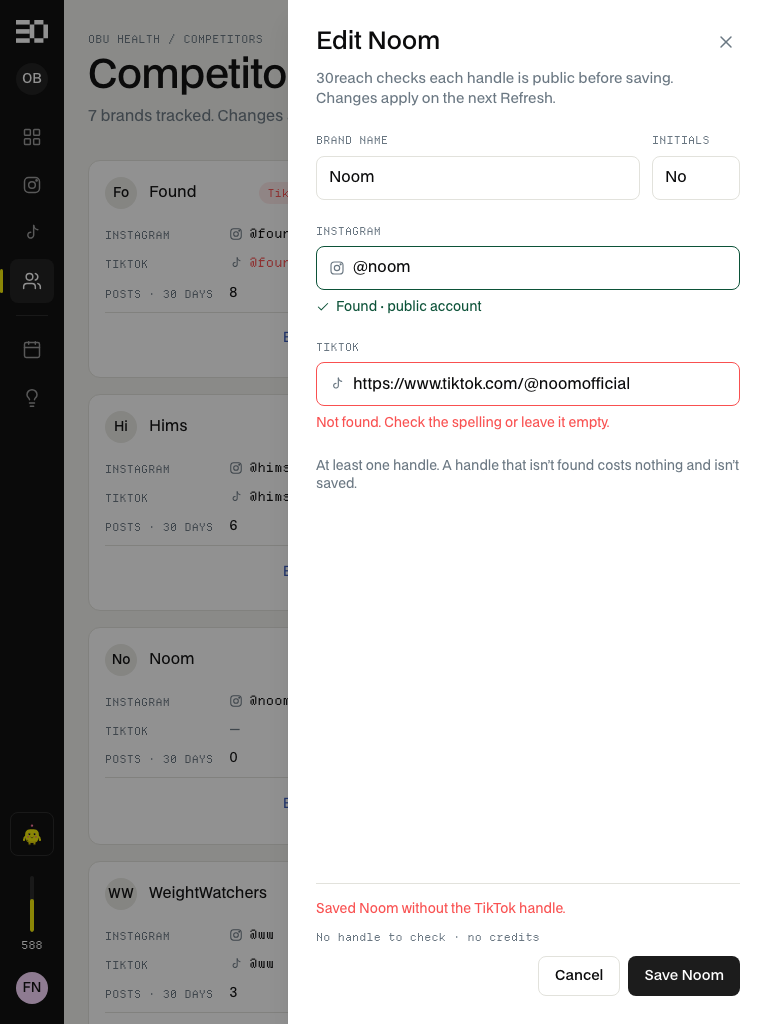 30
OB
588
FN
OBU HEALTH / COMPETITORS
Competito
7 brands tracked. Changes
Fo Found Tik
INSTAGRAM @foun
TIKTOK @foun
POSTS · 30 DAYS 8
Hi Hims
INSTAGRAM @hims
TIKTOK @hims
POSTS · 30 DAYS 6
No Noom
INSTAGRAM @noom
TIKTOK —
POSTS · 30 DAYS 0
WW WeightWatchers
INSTAGRAM @ww
TIKTOK @ww
POSTS · 30 DAYS 3
Edit Noom
30reach checks each handle is public before saving.
Changes apply on the next Refresh.
BRAND NAME INITIALS
Noom No
INSTAGRAM
@noom
Found · public account
TIKTOK
https://www.tiktok.com/@noomofficial
Not found. Check the spelling or leave it empty.
At least one handle. A handle that isn't found costs nothing and isn't
saved.
Saved Noom without the TikTok handle.
No handle to check · no credits
Cancel Save Noom